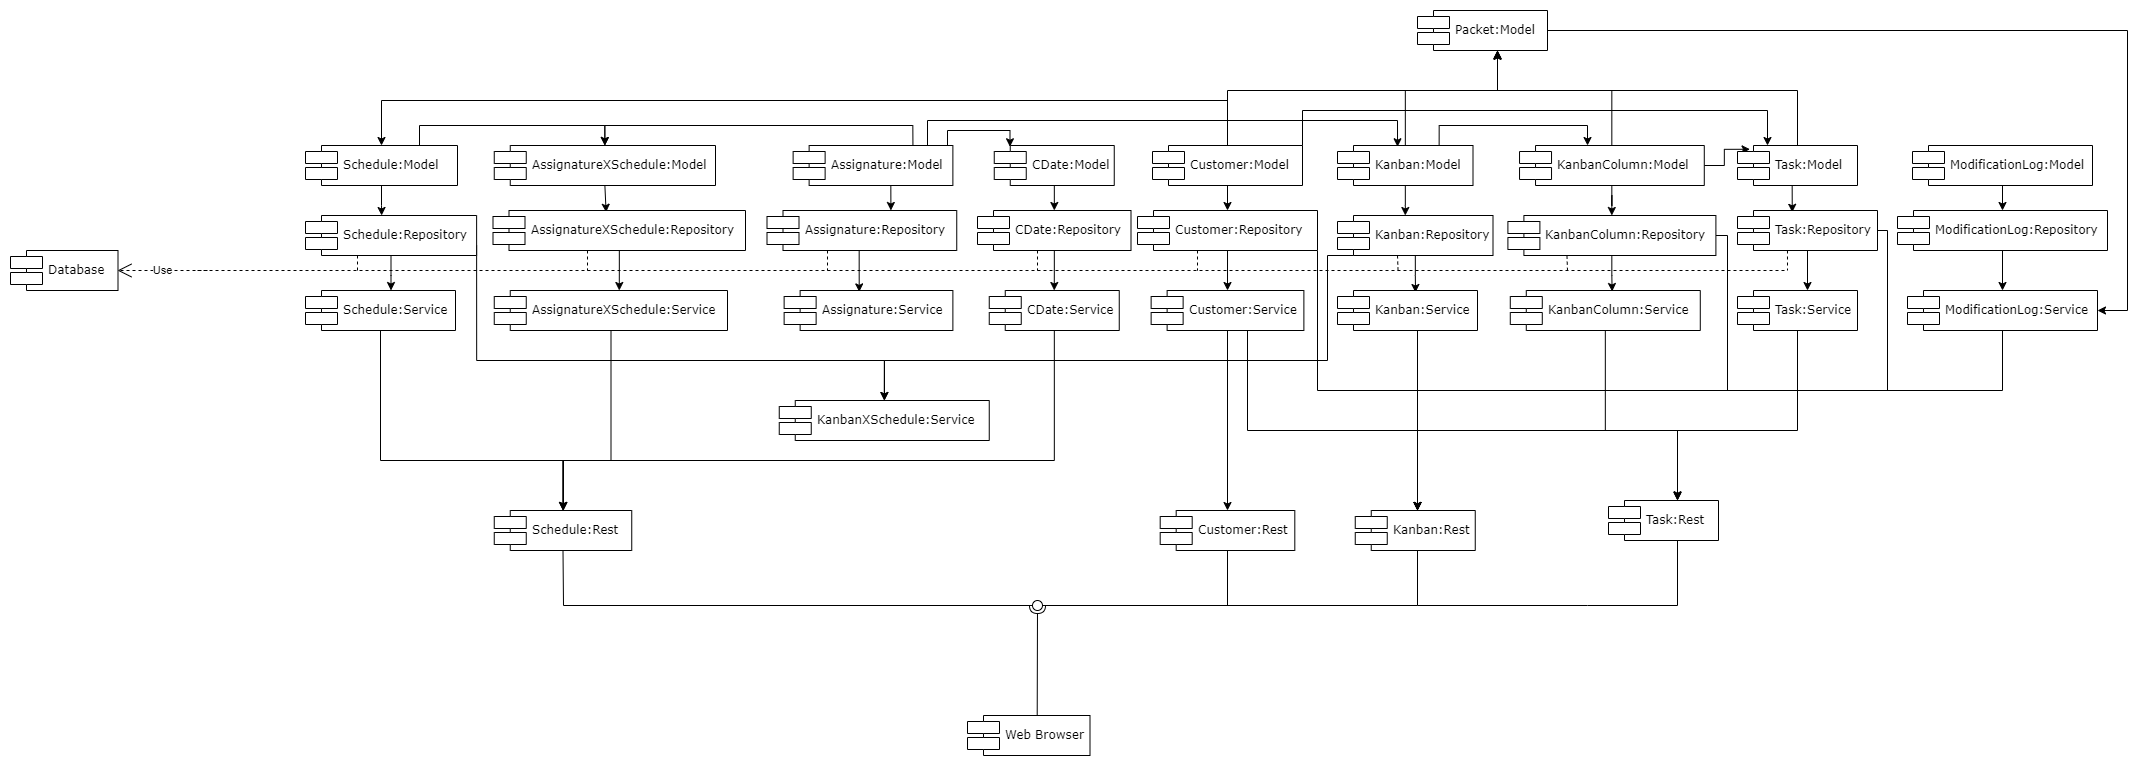 Packet:Model
Schedule:Model
AssignatureXSchedule:Model
Assignature:Model
CDate:Model
Customer:Model
Kanban:Model
KanbanColumn:Model
Task:Model
ModificationLog:Model
Schedule:Repository
AssignatureXSchedule:Repository
Assignature:Repository
CDate:Repository
Customer:Repository
Kanban:Repository
KanbanColumn:Repository
Task:Repository
ModificationLog:Repository
Database
Use
Schedule:Service
AssignatureXSchedule:Service
Assignature:Service
CDate:Service
Customer:Service
Kanban:Service
KanbanColumn:Service
Task:Service
ModificationLog:Service
KanbanXSchedule:Service
Schedule:Rest
Customer:Rest
Kanban:Rest
Task:Rest
Web Browser